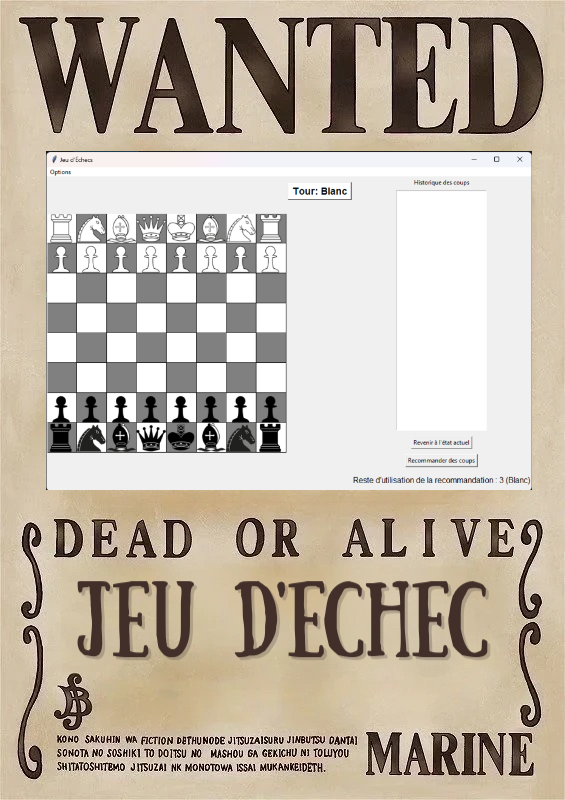 WANTED
Jeu d'Échecs
Options
Tour: Blanc
Historique des coups
Revenir à l'état actuel
Recommander des coups
Reste d'utilisation de la recommandation : 3 (Blanc)
DEAD OR ALIVE
JEU D'ECHEC
KONO SAKUHIN WA FICTION DETHUNODE JITSUZAISURU JINBUTSU DANTAI
SONOTA NO SOSHIKI TO DOITSU NO MASHOU GA GEKICHU NI TOLUYOU
SHITATOSHITEMO JITSUZAI NK MONOTOWA ISSAI MUKANKEIDETH.
MARINE